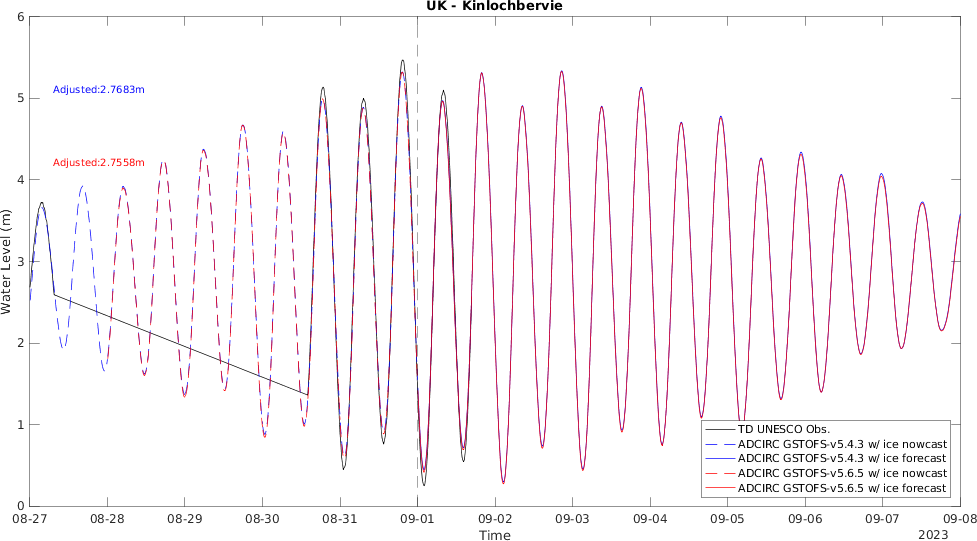 UK - Kinlochbervie
6
5
4
3
2
1
0
Water Level (m)
Adjusted:2.7683m
Adjusted:2.7558m
TD UNESCO Obs.
ADCIRC GSTOFS-v5.4.3 w/ ice nowcast
ADCIRC GSTOFS-v5.4.3 w/ ice forecast
ADCIRC GSTOFS-v5.6.5 w/ ice nowcast
ADCIRC GSTOFS-v5.6.5 w/ ice forecast
08-27 08-28 08-29 08-30 08-31 09-01 09-02 09-03 09-04 09-05 09-06 09-07 09-08
Time
2023